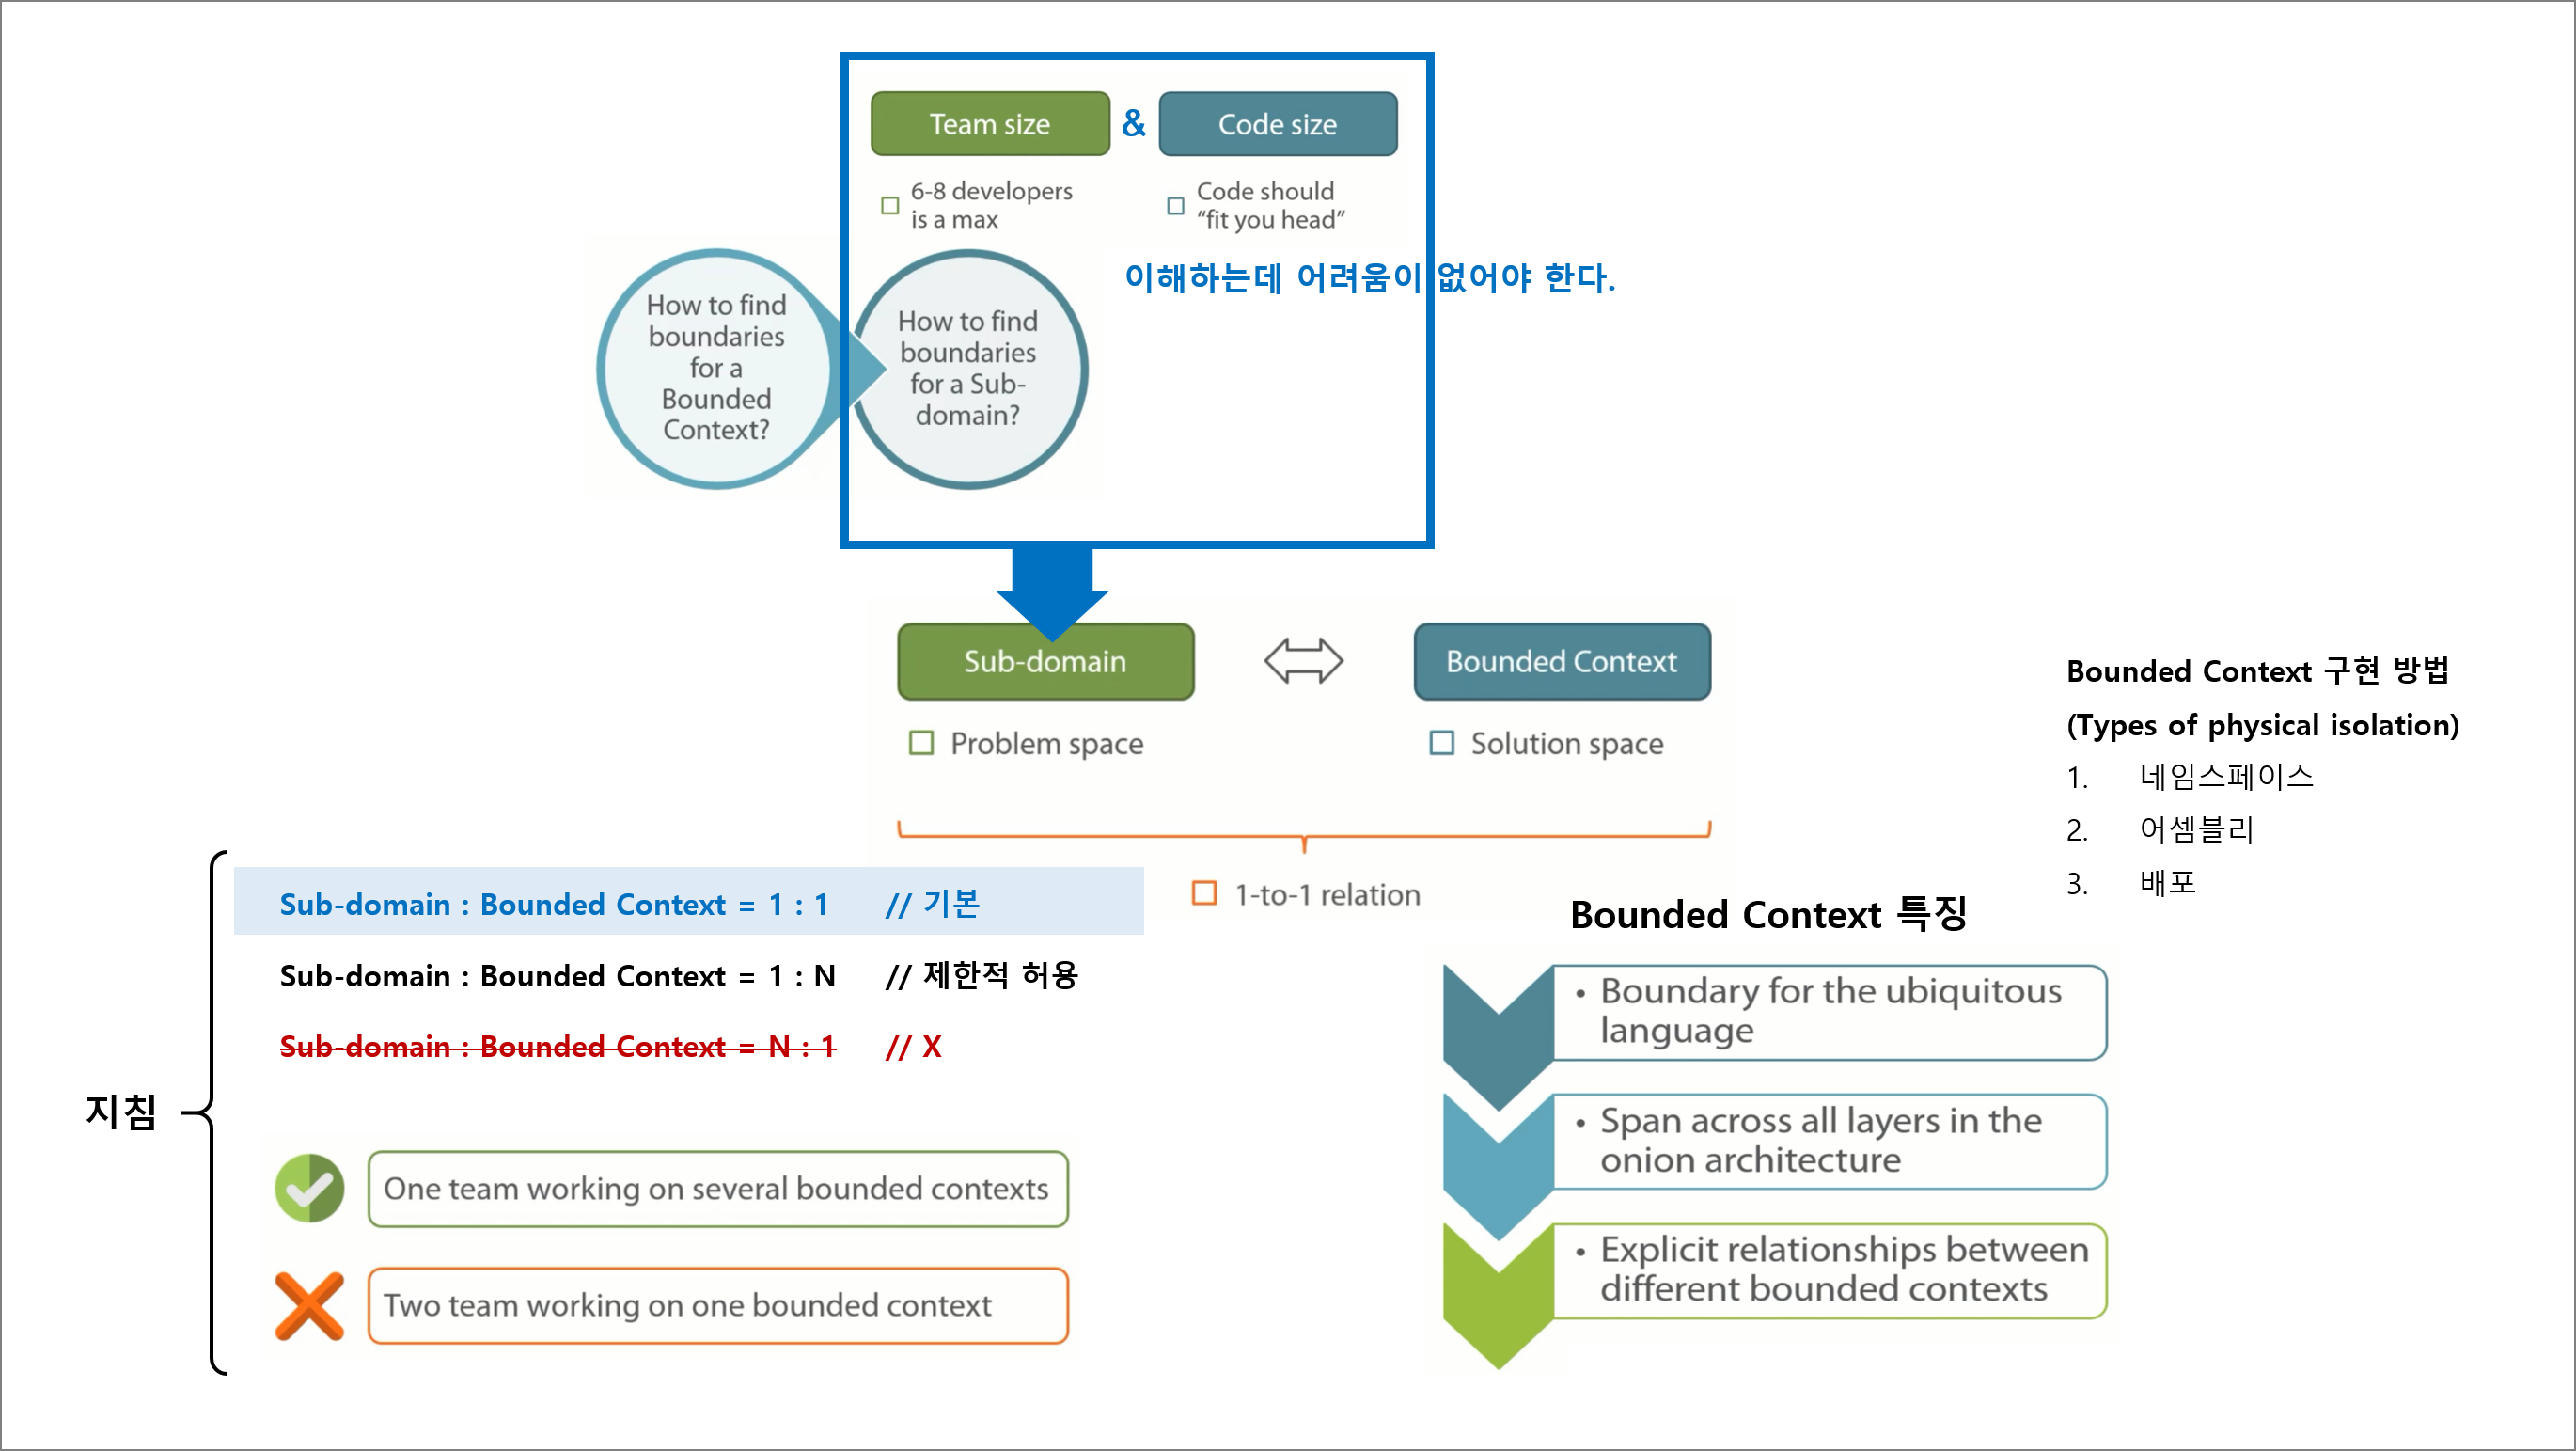 Team size & Code size
6-8 developers
is a max
Code should
“fit you head”
이해하는데 어려움이 없어야 한다.
How to find
boundaries
for a
Bounded
Context?
How to find
boundaries
for a Sub-
domain?
Sub-domain
Bounded Context
Problem space
Solution space
1-to-1 relation
Bounded Context 구현 방법
(Types of physical isolation)
1. 네임스페이스
2. 어셈블리
3. 배포
지침
Sub-domain : Bounded Context = 1 : 1 // 기본
Sub-domain : Bounded Context = 1 : N // 제한적 허용
Sub-domain : Bounded Context = N : 1 // X
One team working on several bounded contexts
Two team working on one bounded context
Bounded Context 특징
• Boundary for the ubiquitous
language
• Span across all layers in the
onion architecture
• Explicit relationships between
different bounded contexts